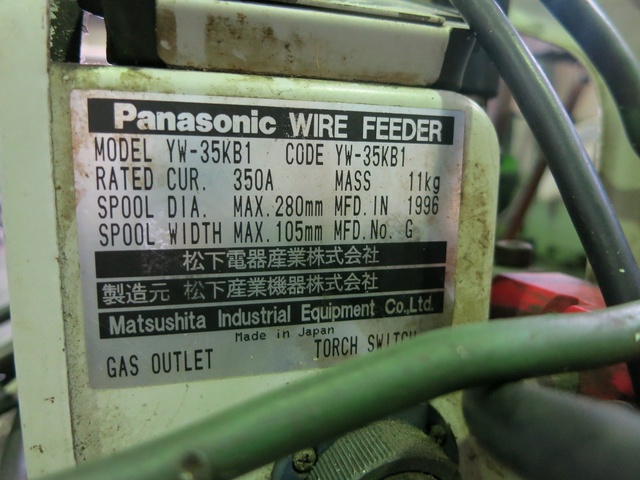 Panasonic WIRE FEEDER
MODEL YW-35KB1 CODE YW-35KB1
RATED CUR. 350A MASS 11kg
SPOOL DIA. MAX.280mm MFD.IN 1996
SPOOL WIDTH MAX.105mm MFD.No. G
松下電器産業株式会社
製造元 松下産業機器株式会社
Matsushita Industrial Equipment Co.,Ltd.
Made in Japan
GAS OUTLET TORCH SWITCH